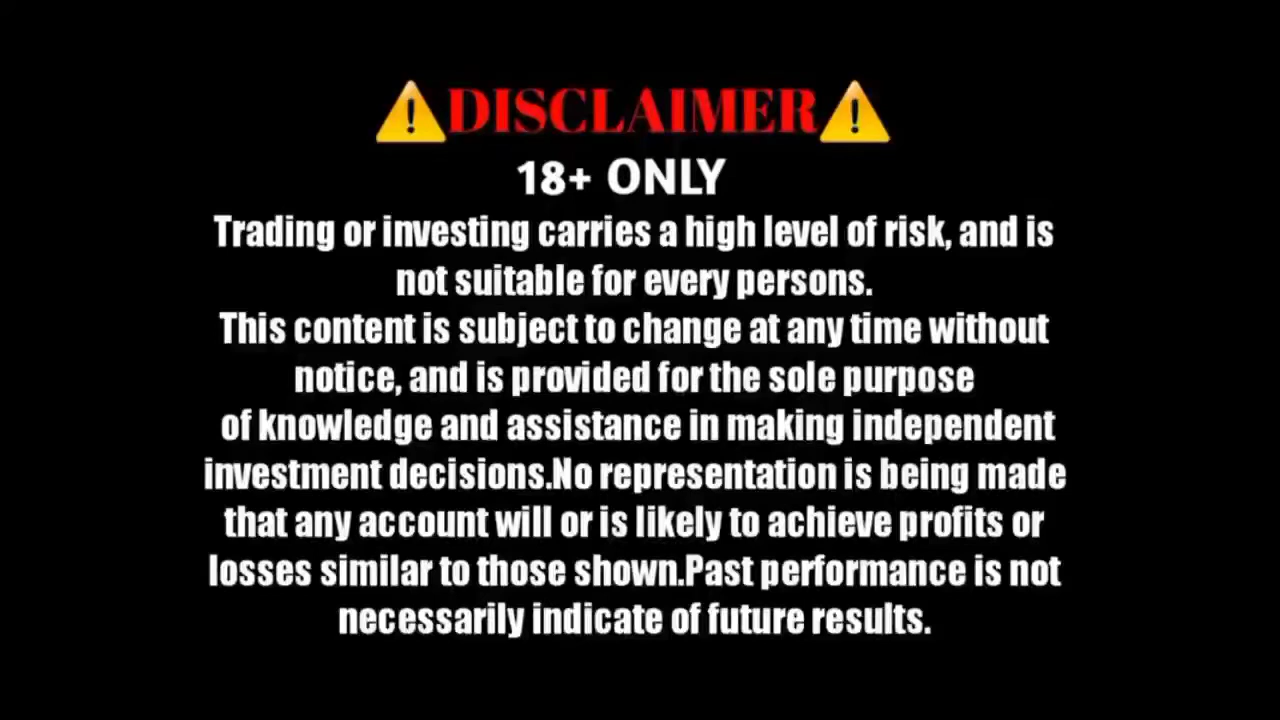 ⚠️DISCLAIMER⚠️
18+ ONLY
Trading or investing carries a high level of risk, and is
not suitable for every persons.
This content is subject to change at any time without
notice, and is provided for the sole purpose
of knowledge and assistance in making independent
investment decisions.No representation is being made
that any account will or is likely to achieve profits or
losses similar to those shown.Past performance is not
necessarily indicate of future results.